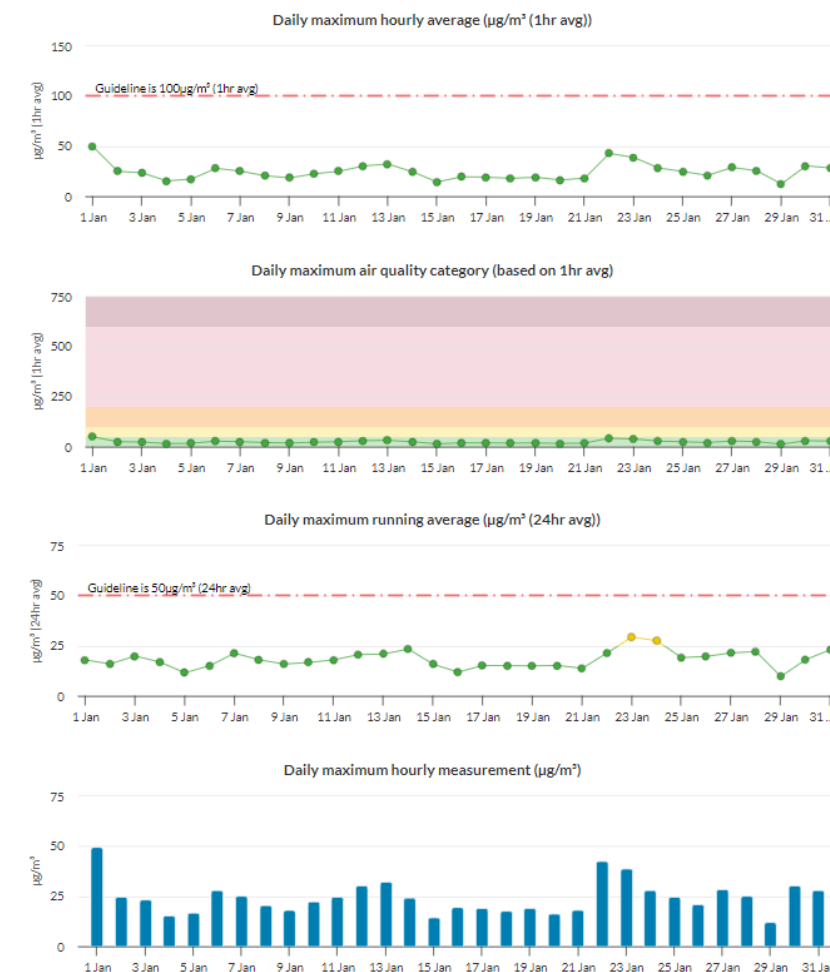 Daily maximum hourly average (µg/m³ (1hr avg))
µg/m³ (1hr avg)
150
Guideline is 100µg/m³ (1hr avg)
100
50
0
1 Jan 3 Jan 5 Jan 7 Jan 9 Jan 11 Jan 13 Jan 15 Jan 17 Jan 19 Jan 21 Jan 23 Jan 25 Jan 27 Jan 29 Jan 31 ..
Daily maximum air quality category (based on 1hr avg)
µg/m³ (1hr avg)
750
500
250
0
1 Jan 3 Jan 5 Jan 7 Jan 9 Jan 11 Jan 13 Jan 15 Jan 17 Jan 19 Jan 21 Jan 23 Jan 25 Jan 27 Jan 29 Jan 31 ..
Daily maximum running average (µg/m³ (24hr avg))
µg/m³ (24hr avg)
75
Guideline is 50µg/m³ (24hr avg)
50
25
0
1 Jan 3 Jan 5 Jan 7 Jan 9 Jan 11 Jan 13 Jan 15 Jan 17 Jan 19 Jan 21 Jan 23 Jan 25 Jan 27 Jan 29 Jan 31 ..
Daily maximum hourly measurement (µg/m³)
µg/m³
75
50
25
0
1 Jan 3 Jan 5 Jan 7 Jan 9 Jan 11 Jan 13 Jan 15 Jan 17 Jan 19 Jan 21 Jan 23 Jan 25 Jan 27 Jan 29 Jan 31 Ja